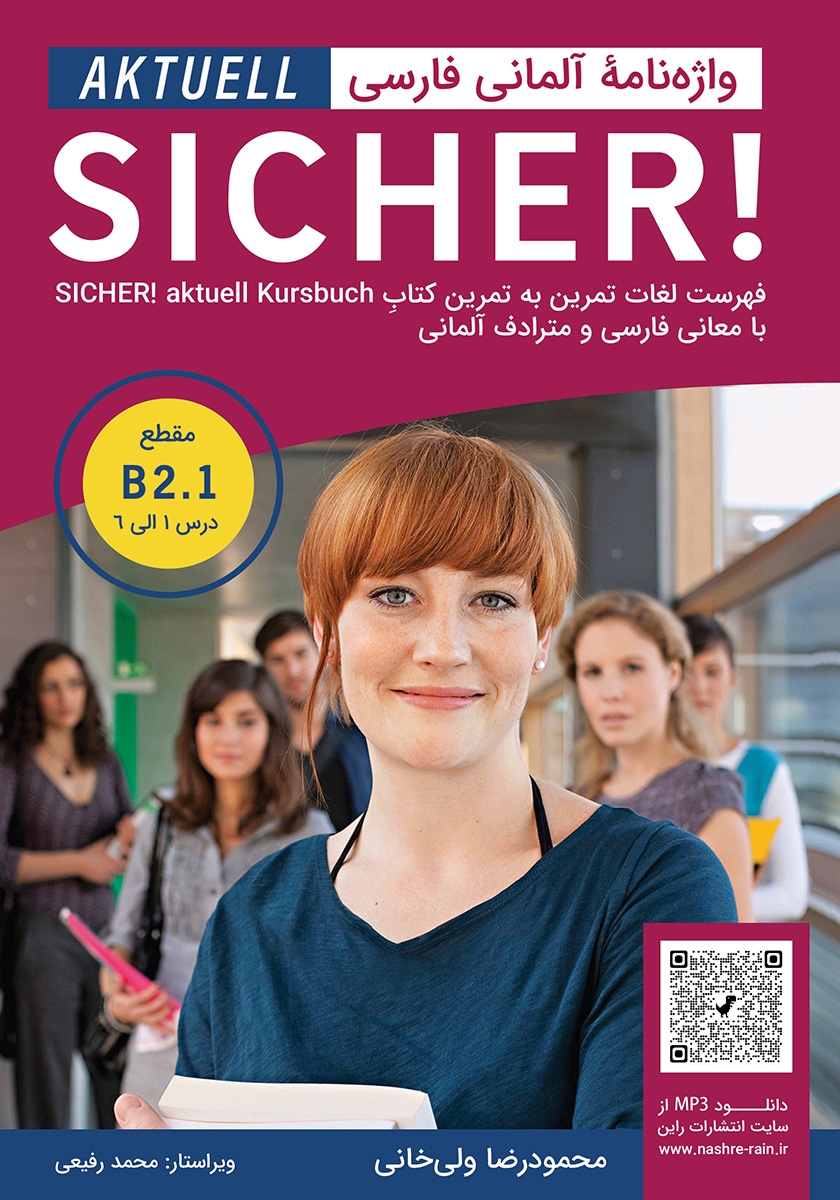 AKTUELL واژه‌نامهٔ آلمانی فارسی
SICHER!
فهرست لغات تمرین به تمرین کتابِ SICHER! aktuell Kursbuch
با معانی فارسی و مترادف آلمانی
مقطع
B2.1
درس ۱ الی ٦
دانلـــــود MP3 از
سایت انتشارات راین
www.nashre-rain.ir
محمودرضا ولی‌خانی
ویراستار: محمد رفیعی